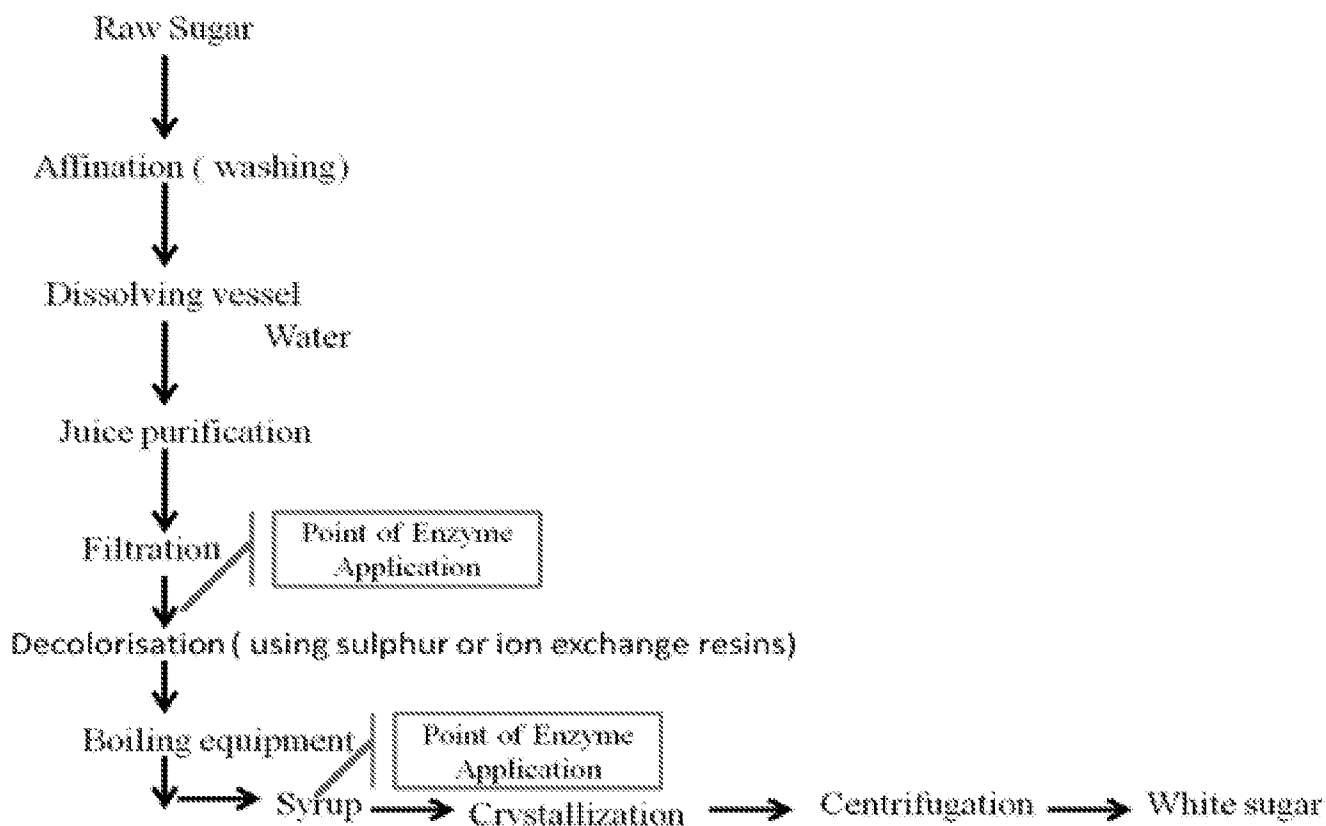 Raw Sugar
Affination ( washing)
Dissolving vessel
Water
Juice purification
Filtration
Point of Enzyme
Application
Decolorisation ( using sulphur or ion exchange resins)
Boiling equipment
Point of Enzyme
Application
Syrup
Crystallization
Centrifugation
White sugar